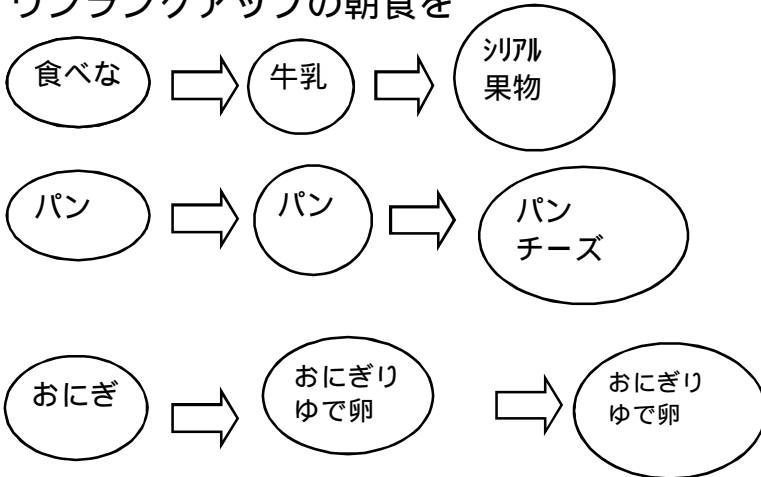 ワンランクアップの朝食を
食べな
牛乳
シリアル
果物
パン
パン
パン
チーズ
おにぎ
おにぎり
ゆで卵
おにぎり
ゆで卵